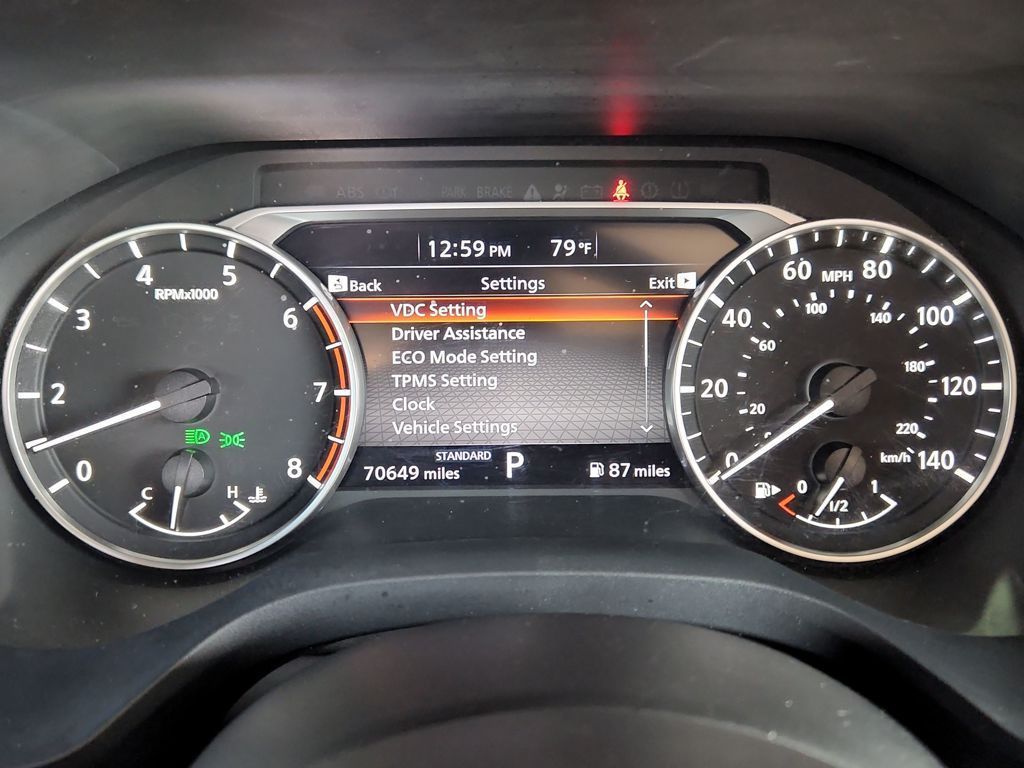 ABS
PARK BRAKE
12:59 PM 79°F
Back Settings Exit
VDC Setting
Driver Assistance
ECO Mode Setting
TPMS Setting
Clock
Vehicle Settings
STANDARD
70649 miles P 87 miles
0 2 3 4 5 6 7 8
RPMx1000
A
C H
0 20 40 60 80 100 120 140
MPH
0 20 60 100 140 180 220
km/h
0 1/2 1